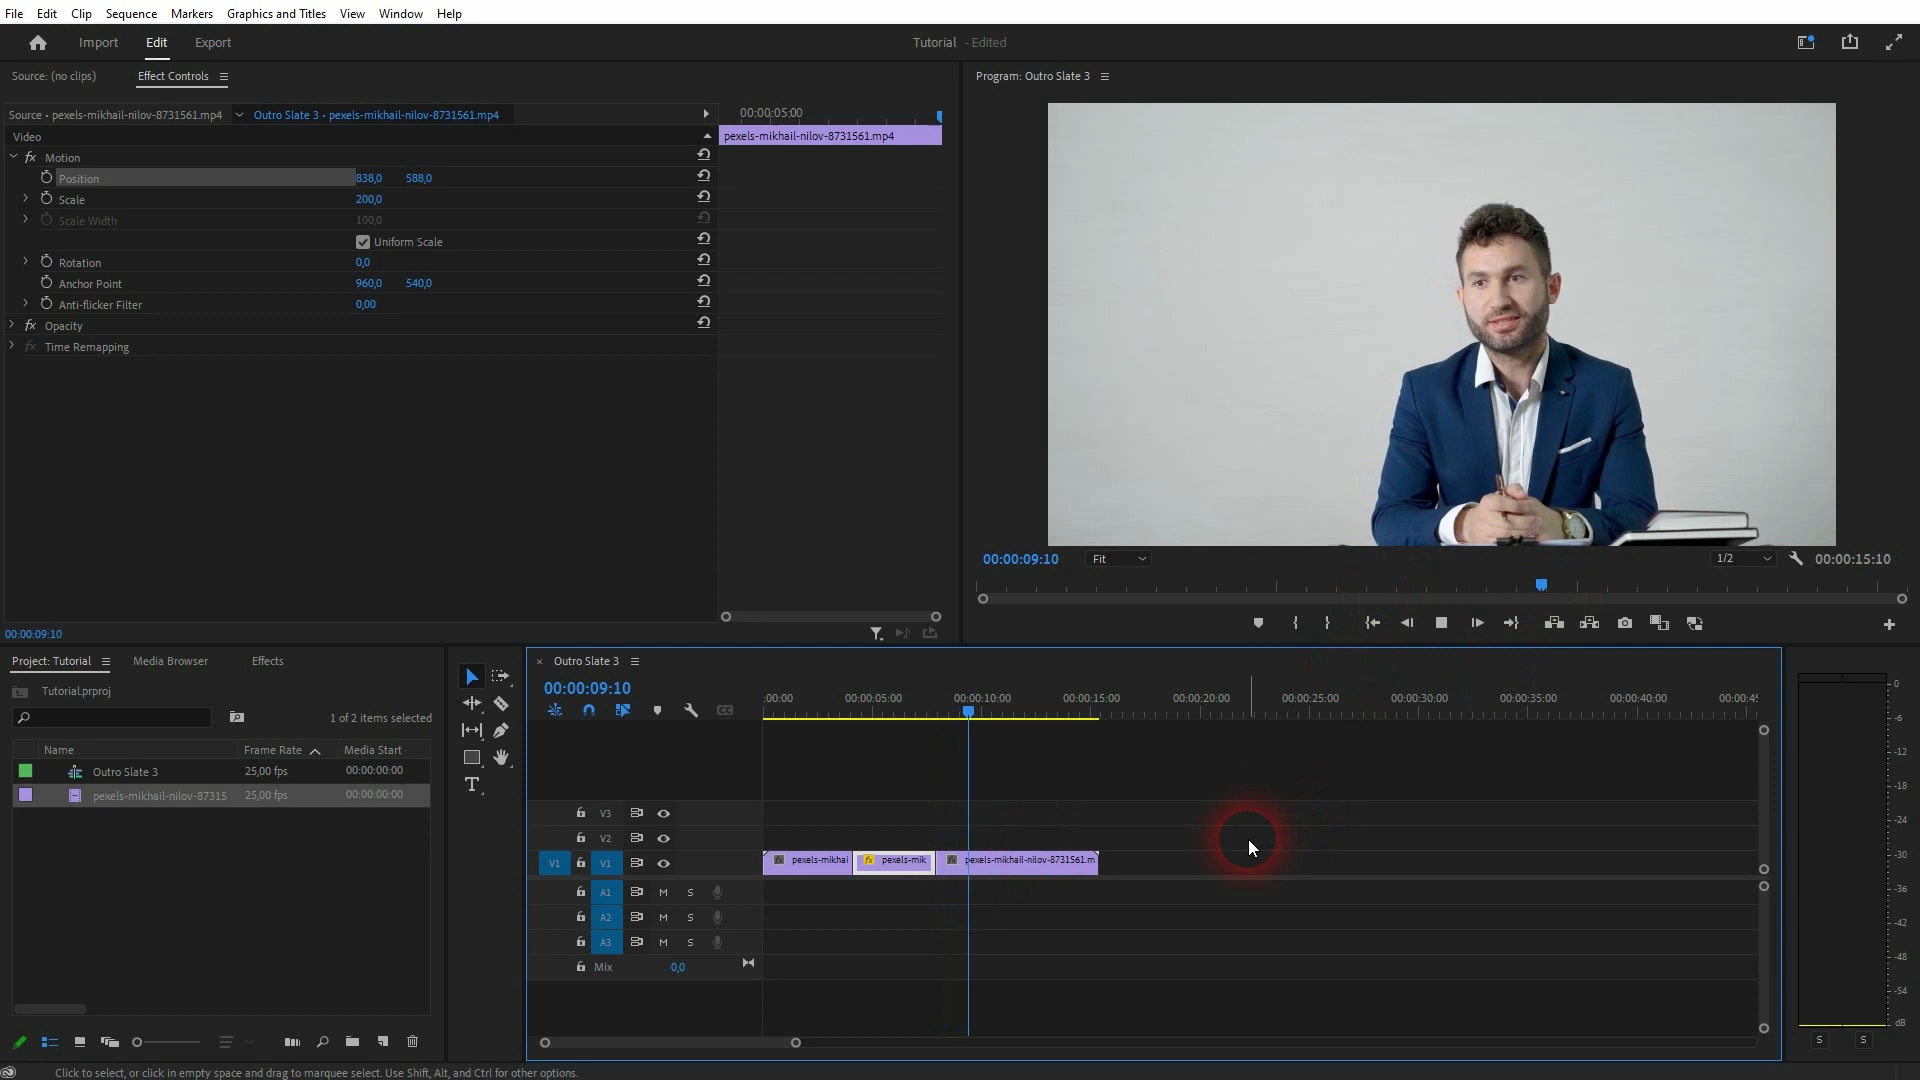 File Edit Clip Sequence Markers Graphics and Titles View Window Help
Import Edit Export
Tutorial - Edited
Source: (no clips) Effect Controls
Program: Outro Slate 3
Source • pexels-mikhail-nilov-8731561.mp4 Outro Slate 3 • pexels-mikhail-nilov-8731561.mp4
00:00:05:00
Video
pexels-mikhail-nilov-8731561.mp4
fx Motion
Position 838,0 588,0
Scale 200,0
Scale Width 100,0
Uniform Scale
Rotation 0,0
Anchor Point 960,0 540,0
Anti-flicker Filter 0,00
fx Opacity
fx Time Remapping
00:00:09:10 Fit 1/2 00:00:15:10
00:00:09:10
Project: Tutorial Media Browser Effects
Tutorial.prproj
1 of 2 items selected
Name Frame Rate Media Start
Outro Slate 3 25,00 fps 00:00:00:00
pexels-mikhail-nilov-87315 25,00 fps 00:00:00:00
× Outro Slate 3
00:00:09:10
:00:00 00:00:05:00 00:00:10:00 00:00:15:00 00:00:20:00 00:00:25:00 00:00:30:00 00:00:35:00 00:00:40:00 00:00:45
CC
T
V3
V2
V1 V1 fx pexels-mikhai fx pexels-mik fx pexels-mikhail-nilov-8731561.m
A1 M S
A2 M S
A3 M S
Mix 0,0
0
-6
-12
-18
-24
-30
-36
-42
-48
-54
dB
S S
Click to select, or click in empty space and drag to marquee select. Use Shift, Alt, and Ctrl for other options.